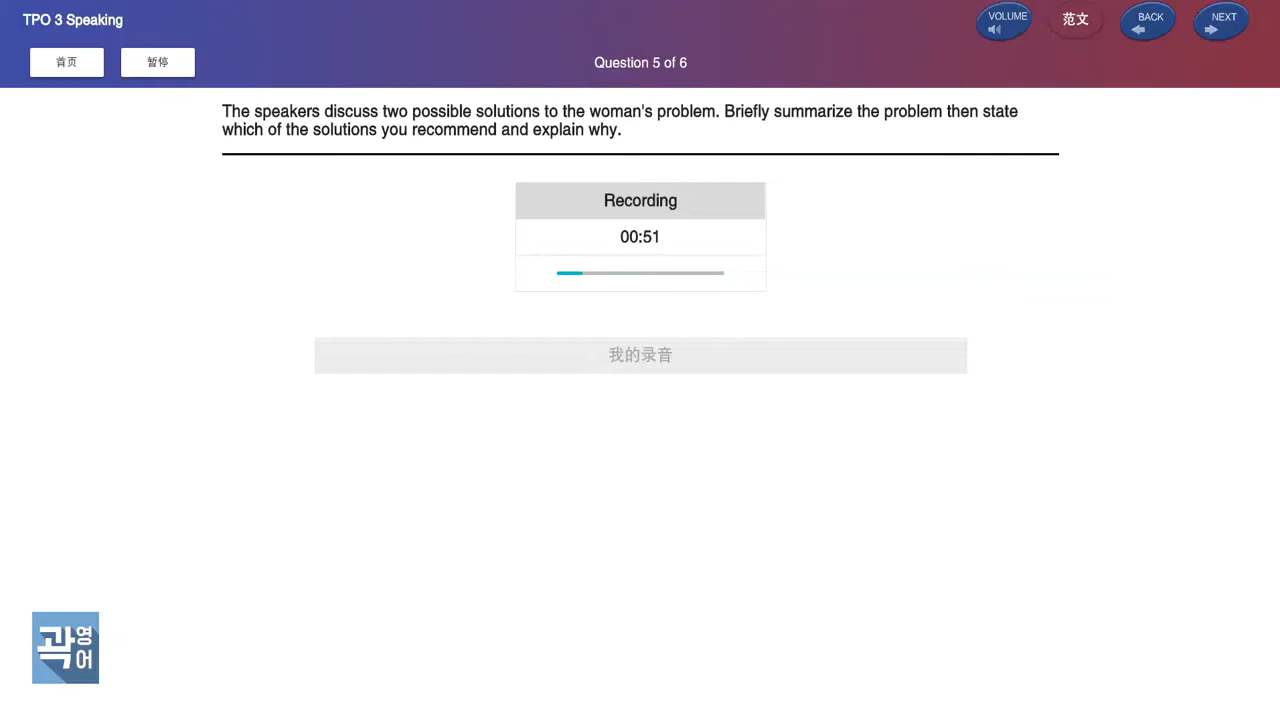 TPO 3 Speaking
VOLUME
范文
BACK
NEXT
首页
暂停
Question 5 of 6
The speakers discuss two possible solutions to the woman's problem. Briefly summarize the problem then state
which of the solutions you recommend and explain why.
Recording
00:51
我的录音
곽영어